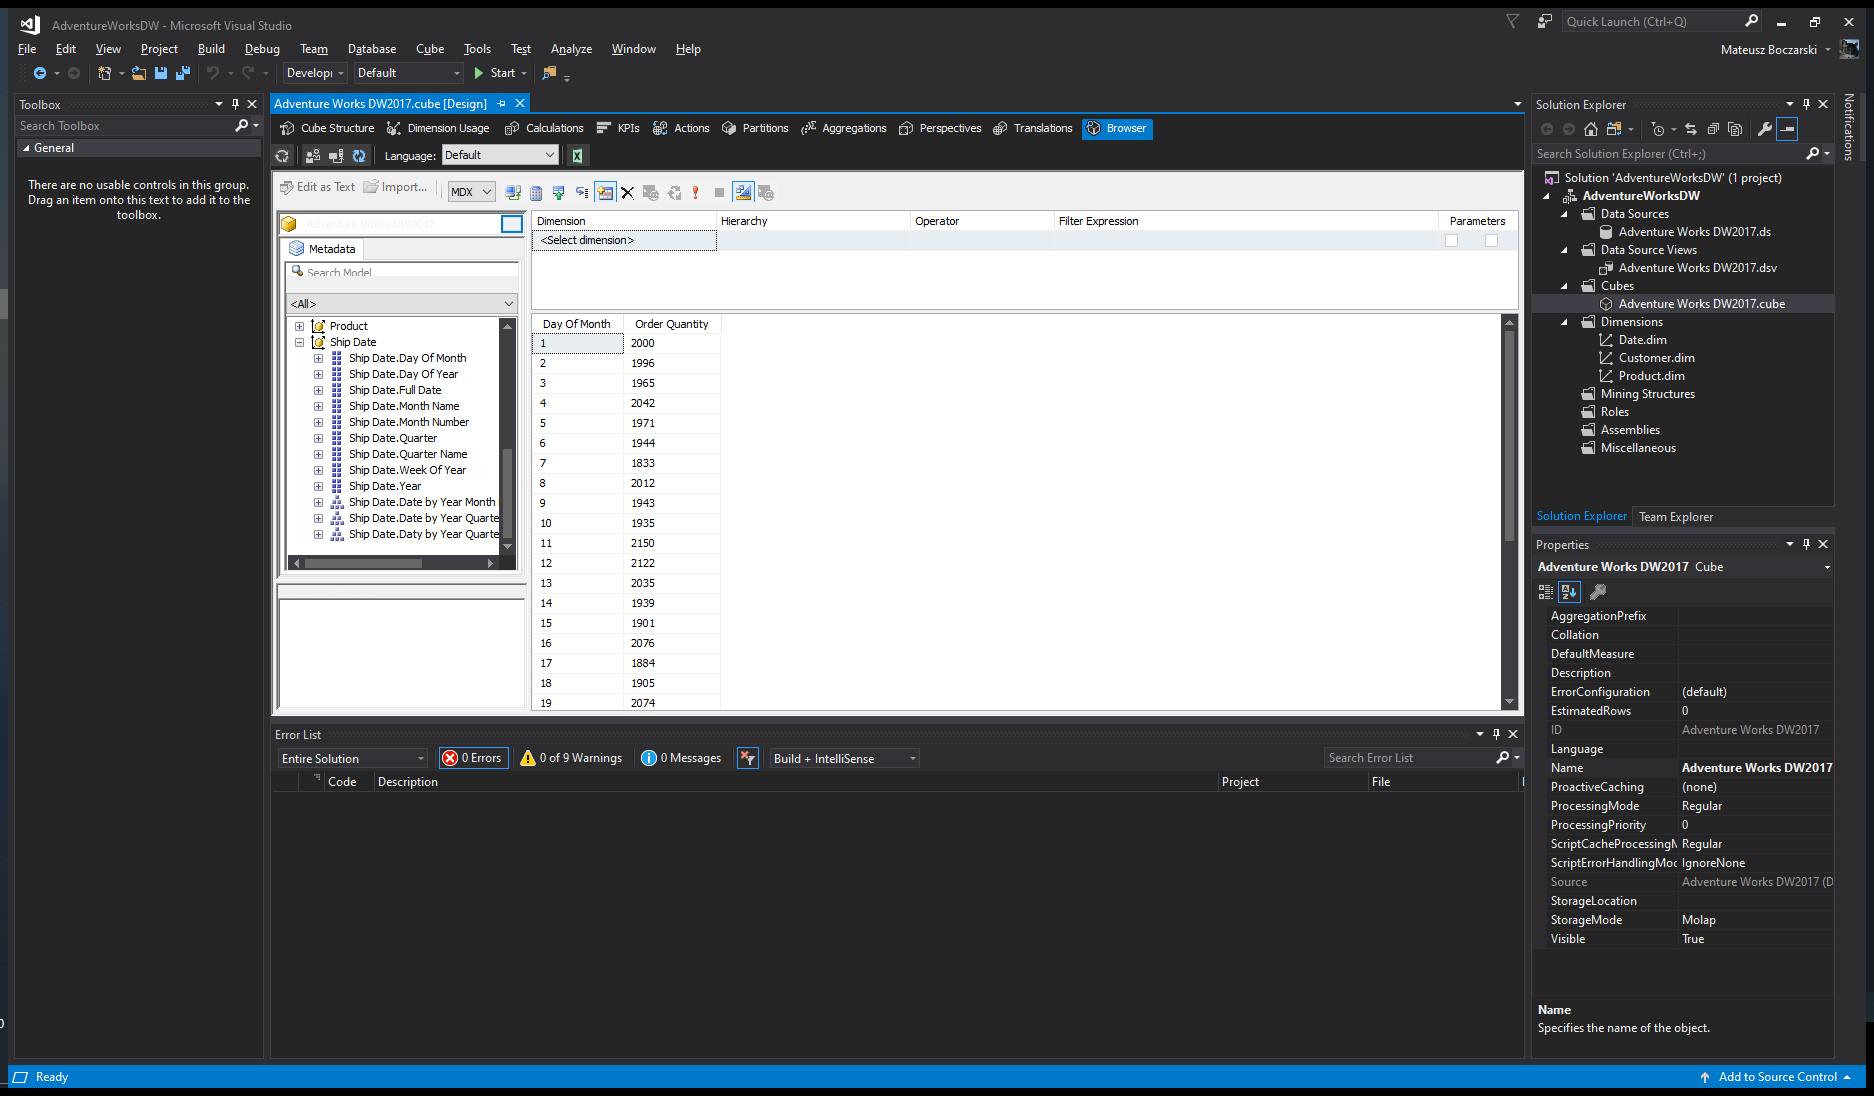 AdventureWorksDW - Microsoft Visual Studio
Quick Launch (Ctrl+Q)
File Edit View Project Build Debug Team Database Cube Tools Test Analyze Window Help
Mateusz Boczarski
Develop Default Start
Toolbox
Search Toolbox
General
There are no usable controls in this group.
Drag an item onto this text to add it to the
toolbox.
Adventure Works DW2017.cube [Design]
Cube Structure Dimension Usage Calculations KPIs Actions Partitions Aggregations Perspectives Translations Browser
Language: Default
Edit as Text Import... MDX
Adventure Works DW2017
Metadata
Search Model
<All>
Product
Ship Date
Ship Date.Day Of Month
Ship Date.Day Of Year
Ship Date.Full Date
Ship Date.Month Name
Ship Date.Month Number
Ship Date.Quarter
Ship Date.Quarter Name
Ship Date.Week Of Year
Ship Date.Year
Ship Date.Date by Year Month
Ship Date.Date by Year Quarte
Ship Date.Daty by Year Quarte
Dimension Hierarchy Operator Filter Expression Parameters
<Select dimension>
Day Of Month Order Quantity
1 2000
2 1996
3 1965
4 2042
5 1971
6 1944
7 1833
8 2012
9 1943
10 1935
11 2150
12 2122
13 2035
14 1939
15 1901
16 2076
17 1884
18 1905
19 2074
Error List
Entire Solution 0 Errors 0 of 9 Warnings 0 Messages Build + IntelliSense Search Error List
Code Description Project File
Solution Explorer
Search Solution Explorer (Ctrl+;)
Solution 'AdventureWorksDW' (1 project)
AdventureWorksDW
Data Sources
Adventure Works DW2017.ds
Data Source Views
Adventure Works DW2017.dsv
Cubes
Adventure Works DW2017.cube
Dimensions
Date.dim
Customer.dim
Product.dim
Mining Structures
Roles
Assemblies
Miscellaneous
Solution Explorer Team Explorer
Notifications
Properties
Adventure Works DW2017 Cube
AggregationPrefix
Collation
DefaultMeasure
Description
ErrorConfiguration (default)
EstimatedRows 0
ID Adventure Works DW2017
Language
Name Adventure Works DW2017
ProactiveCaching (none)
ProcessingMode Regular
ProcessingPriority 0
ScriptCacheProcessingM Regular
ScriptErrorHandlingMoc IgnoreNone
Source Adventure Works DW2017 (D
StorageLocation
StorageMode Molap
Visible True
Name
Specifies the name of the object.
Ready
Add to Source Control